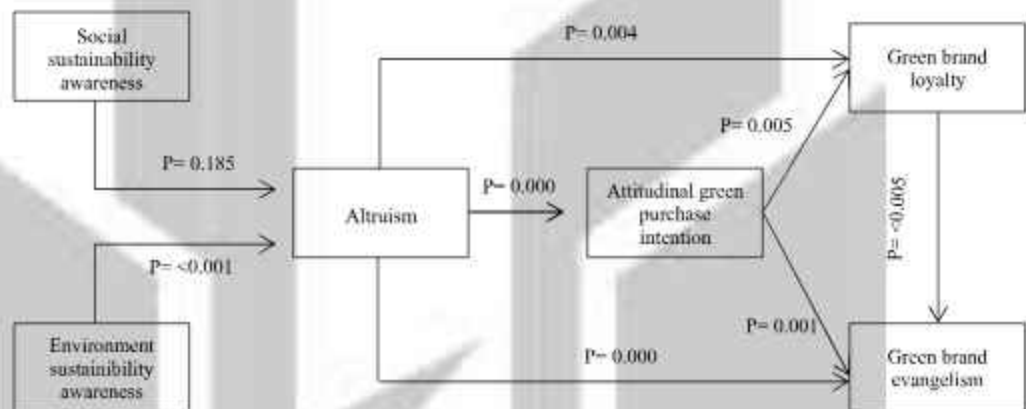 Social
sustainability
awareness
P= 0.004
Green brand
loyalty
P= 0.005
P= 0.185
P= 0.000
Altruism
Attitudinal green
purchase
intention
P= <0.005
P= <0.001
P= 0.001
Environment
sustainibility
awareness
P= 0.000
Green brand
evangelism